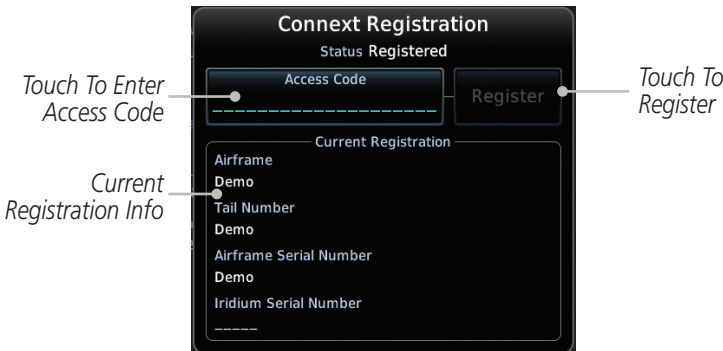 Connext Registration
Status Registered
Touch To Enter
Access Code
Access Code
____________________
Register
Touch To
Register
Current Registration
Current
Registration Info
Airframe
Demo
Tail Number
Demo
Airframe Serial Number
Demo
Iridium Serial Number
_____